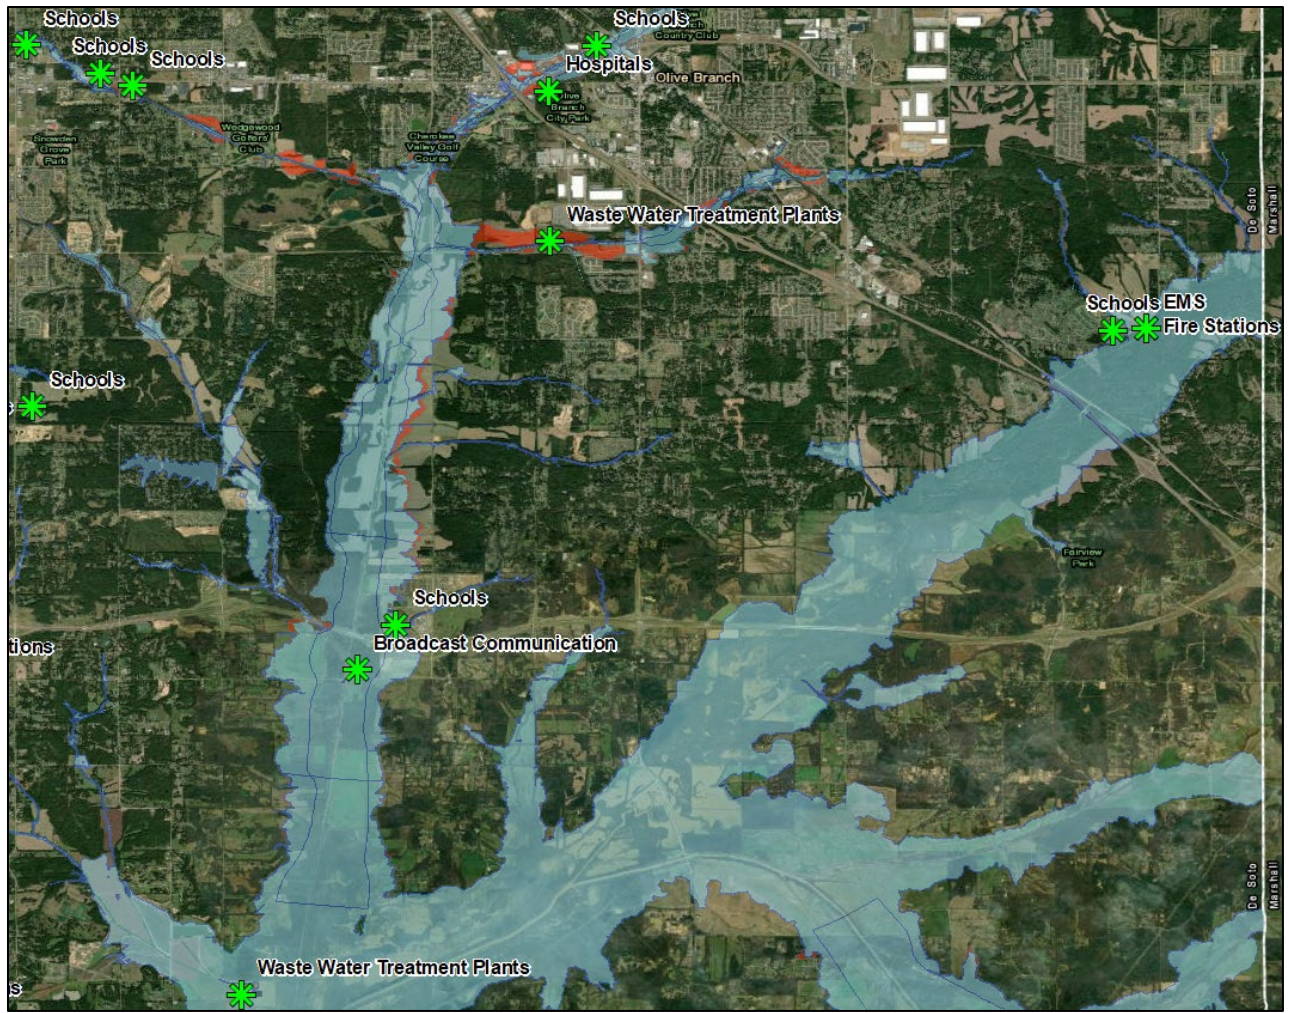 Schools
Schools
Schools
Schools
Country Club
Hospitals
Olive Branch
Olive
Branch
City Park
Snowden
Grove
Park
Wedgewood
Golfers
Club
Cherokee
Valley Golf
Course
Waste Water Treatment Plants
De Soto
Marshall
Schools EMS
Fire Stations
Schools
Fairview
Park
Schools
Broadcast Communication
tions
De Soto
Marshall
Waste Water Treatment Plants
s